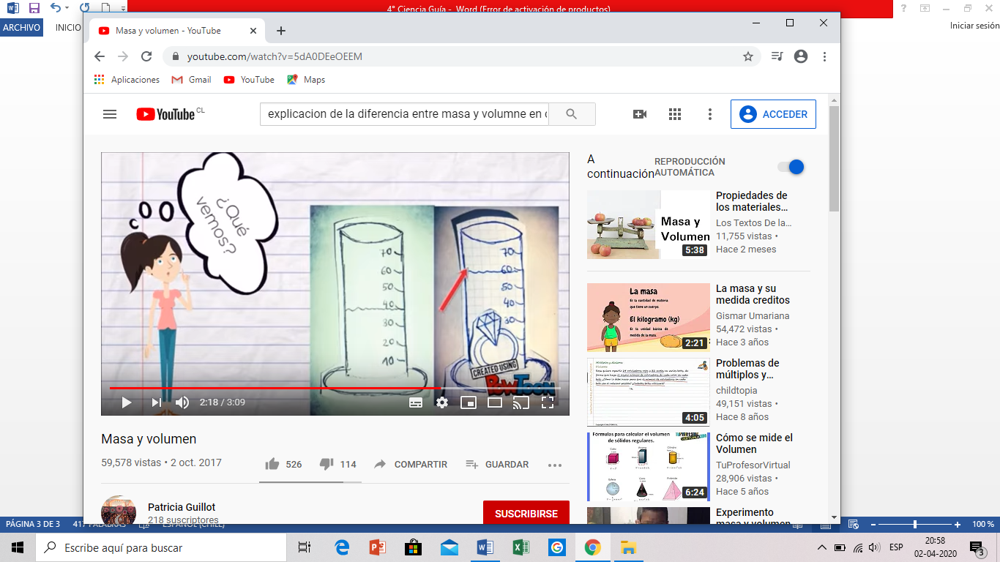 4° Ciencia Guía - Word (Error de activación de productos)
ARCHIVO
INICIO
Iniciar sesión
Masa y volumen - YouTube
youtube.com/watch?v=5dA0DEeOEEM
Aplicaciones
Gmail
YouTube
Maps
YouTube CL
explicacion de la diferencia entre masa y volumne en
ACCEDER
¿Qué
vemos?
70
60
50
40
30
20
10
70
60
50
40
30
CREATED USING
POWTOON
2:18 / 3:09
Masa y volumen
59,578 vistas • 2 oct. 2017
526
114
COMPARTIR
GUARDAR
Patricia Guillot
218 suscriptores
SUSCRIBIRSE
A
continuación
REPRODUCCIÓN
AUTOMÁTICA
Masa y
Volumen
5:38
Propiedades de
los materiales...
Los Textos De la...
11,755 vistas •
Hace 2 meses
La masa
Es la cantidad de materia
que tiene un cuerpo.
El kilogramo (kg)
Es la unidad básica de
medida de la masa.
2:21
La masa y su
medida creditos
Gismar Umariana
54,472 vistas •
Hace 3 años
4:05
Problemas de
múltiplos y...
childtopia
49,151 vistas •
Hace 8 años
Fórmulas para calcular el volumen
de sólidos regulares.
6:24
Cómo se mide el
Volumen
TuProfesorVirtual
28,906 vistas •
Hace 5 años
Experimento
masa y volumen
PÁGINA 3 DE 3
417 PALABRAS
ESPAÑOL (CHILE)
100 %
Escribe aquí para buscar
ESP
20:58
02-04-2020
3